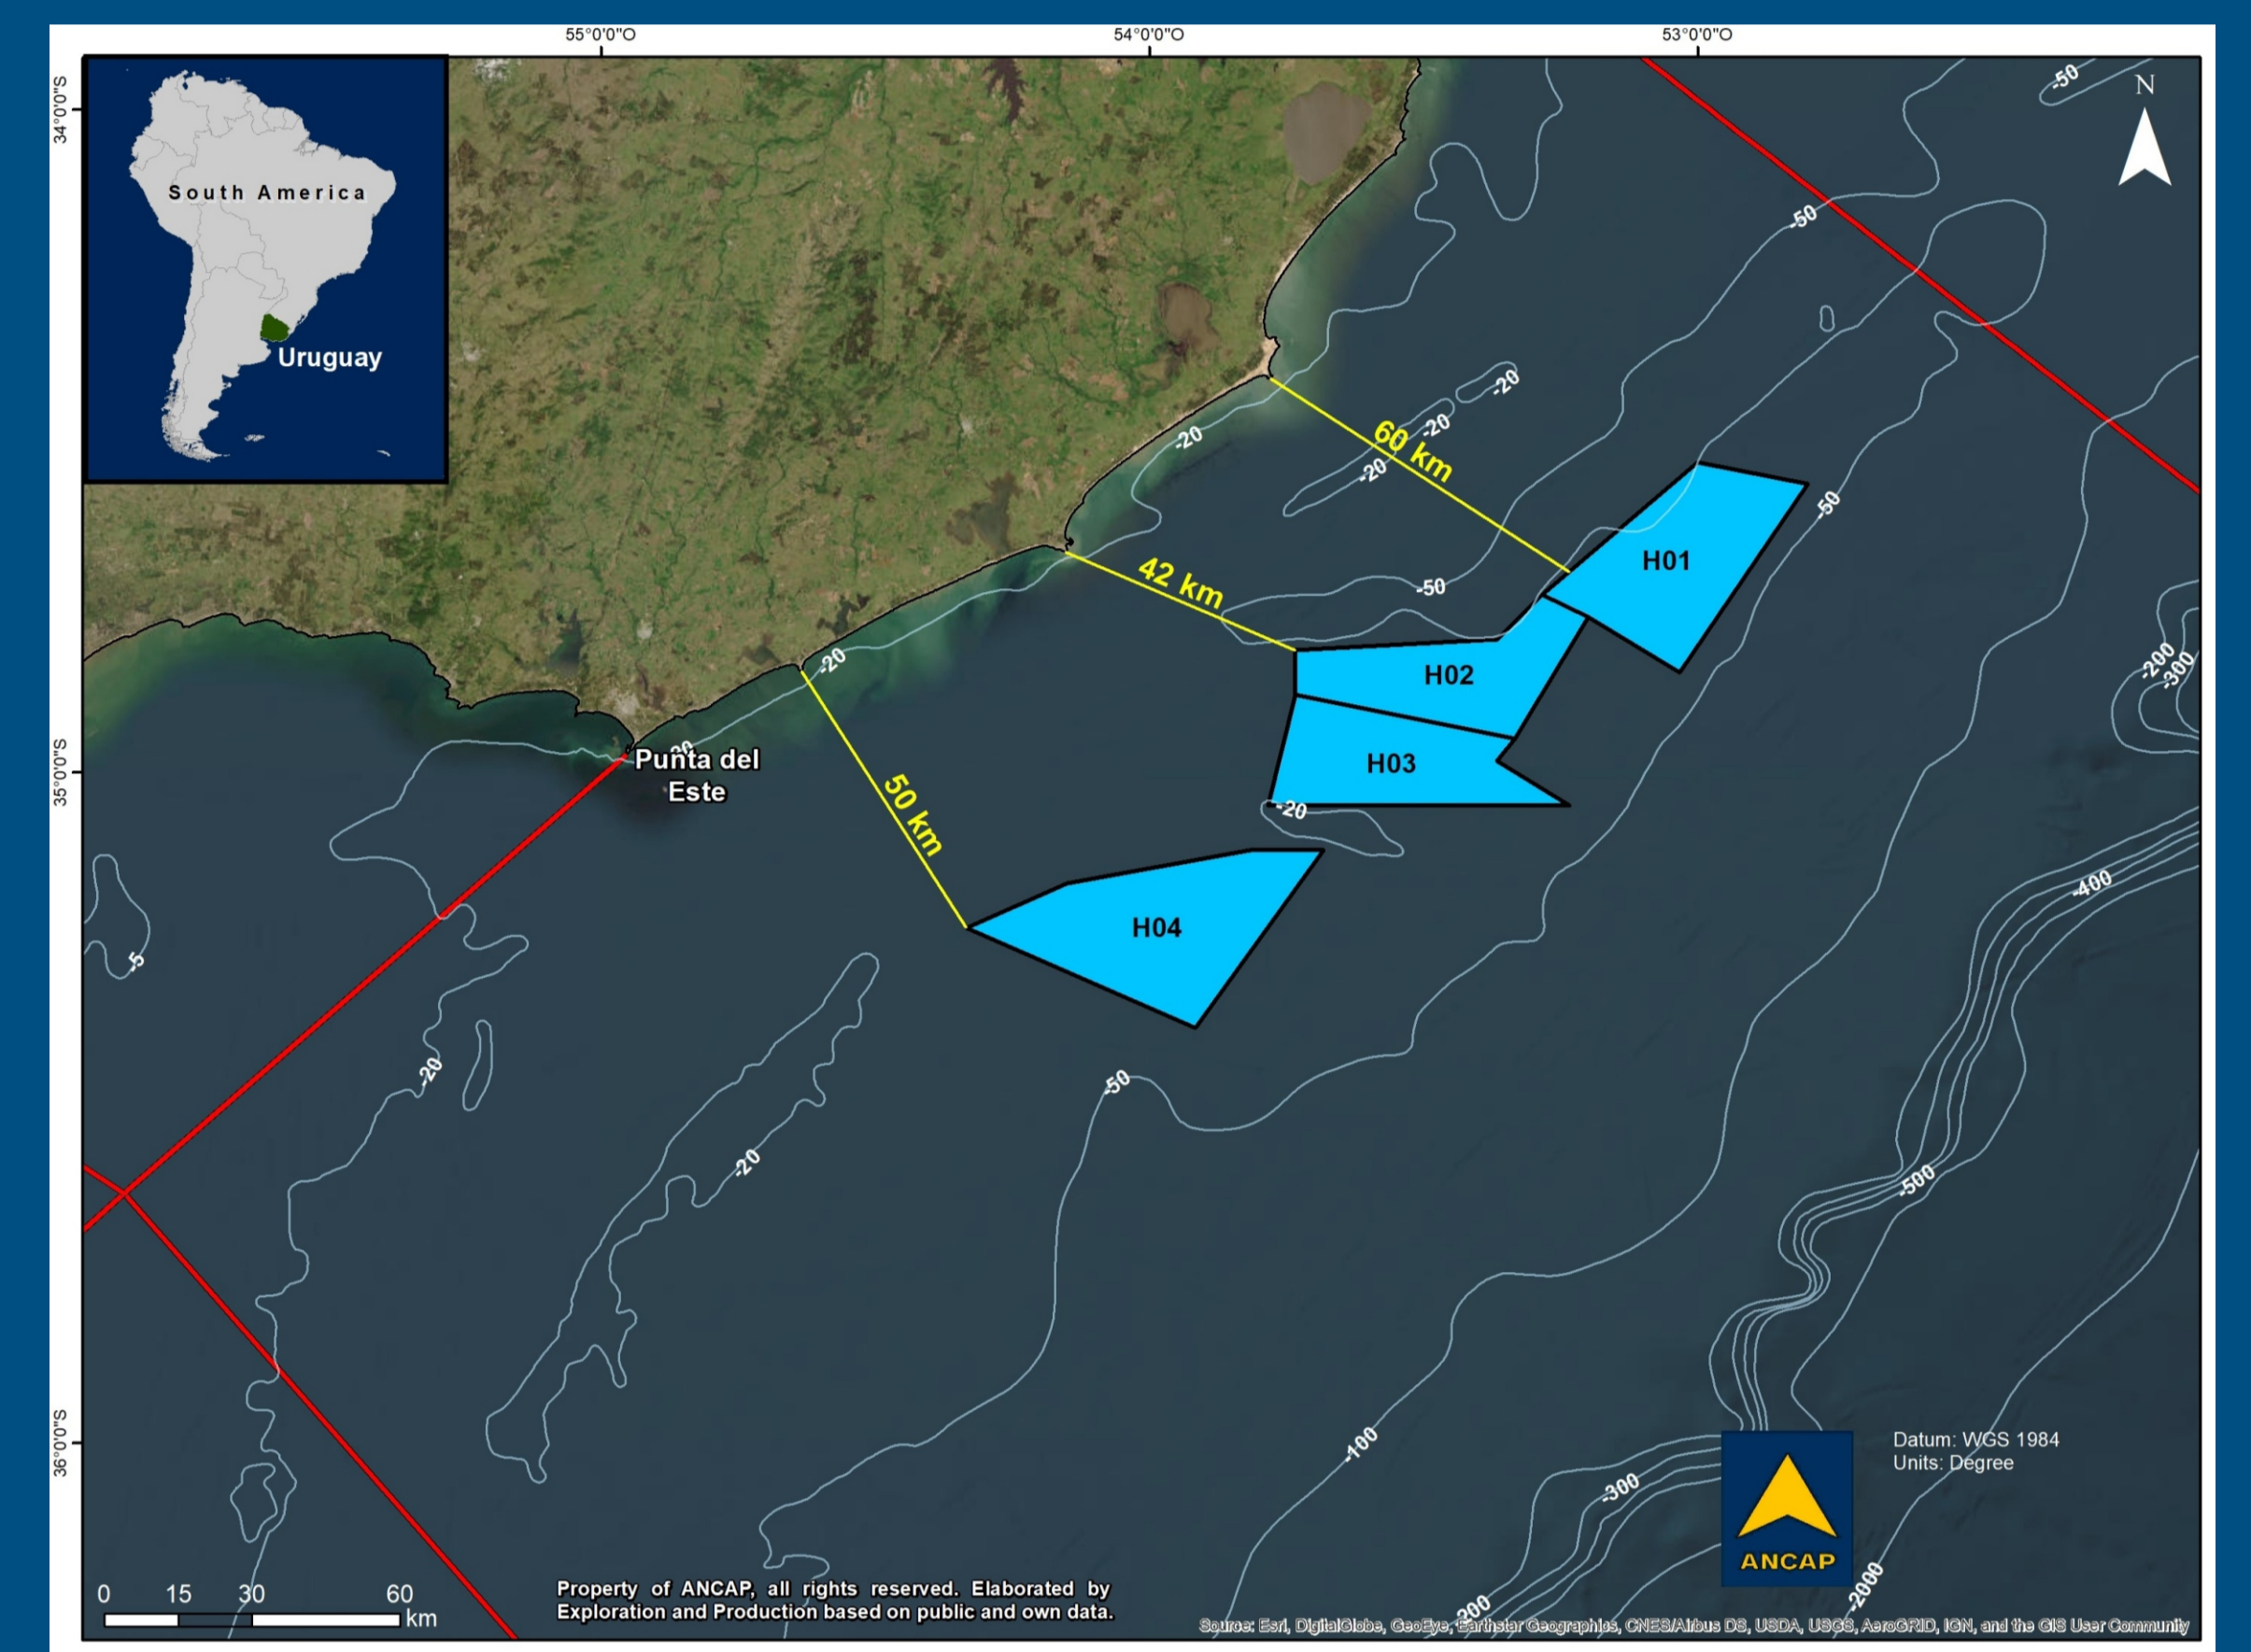 55°0'0"O
54°0'0"O
53°0'0"O
34°0'0"S
35°0'0"S
36°0'0"S
South America
Uruguay
N
-50
-50
-20
-20
-20
-20
60 km
-50
H01
42 km
-50
H02
-200
-300
-20
50 km
-20
Punta del
Este
H03
-20
H04
-400
-5
-20
-50
-20
-500
-100
-300
Datum: WGS 1984
Units: Degree
ANCAP
-2000
-200
0 15 30 60
km
Property of ANCAP, all rights reserved. Elaborated by
Exploration and Production based on public and own data.
Source: Esri, DigitalGlobe, GeoEye, Earthstar Geographics, CNES/Airbus DS, USDA, USGS, AeroGRID, IGN, and the GIS User Community